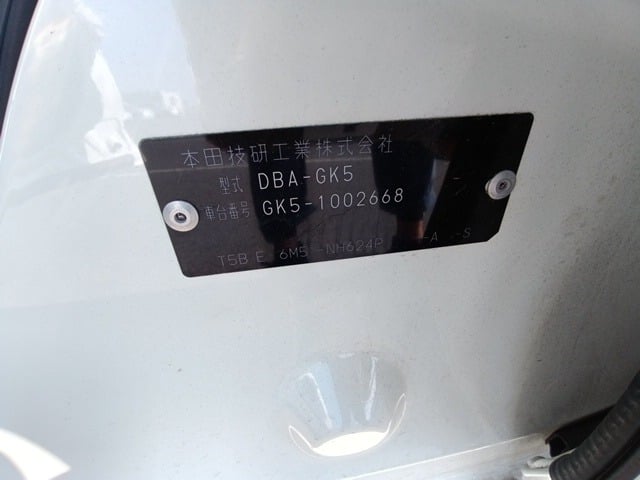 本田技研工業株式会社
型式 DBA-GK5
車台番号 GK5-1002668
T5B E 6M5 -NH624P -A -S